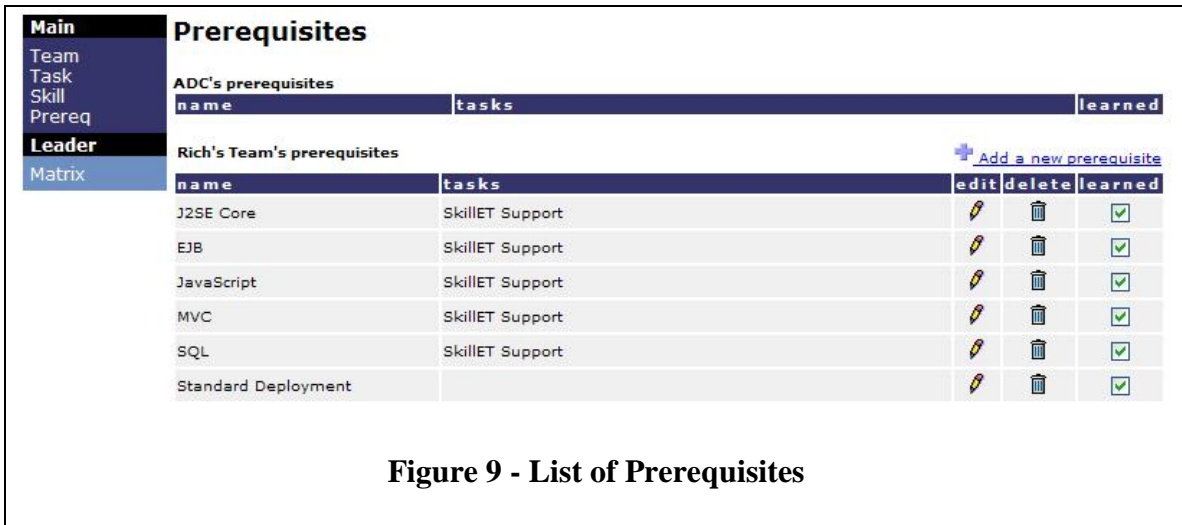 Main
Team
Task
Skill
Prereq
Leader
Matrix
Prerequisites
ADC's prerequisites
name tasks learned
Rich's Team's prerequisites Add a new prerequisite
name tasks edit delete learned
J2SE Core SkillET Support
EJB SkillET Support
JavaScript SkillET Support
MVC SkillET Support
SQL SkillET Support
Standard Deployment
Figure 9 - List of Prerequisites